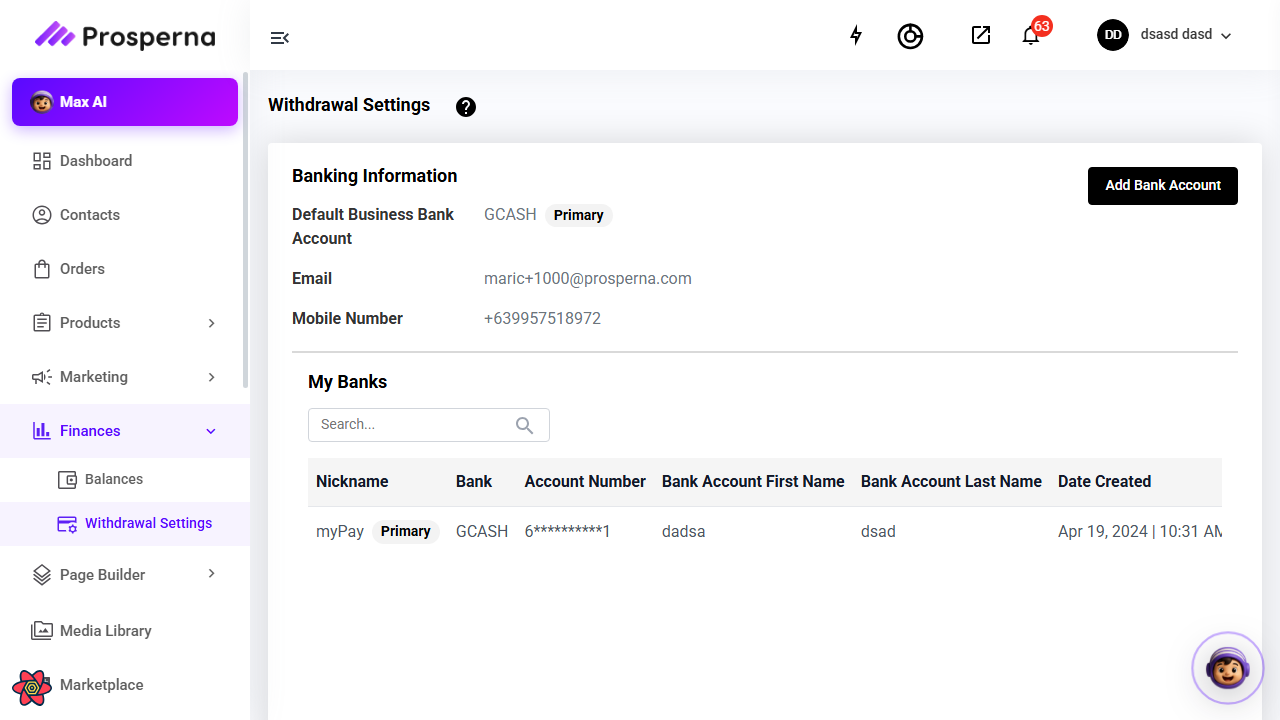 Prosperna
63
DD
dsasd dasd
Max AI
Dashboard
Contacts
Orders
Products
Marketing
Finances
Balances
Withdrawal Settings
Page Builder
Media Library
Marketplace
Withdrawal Settings
?
Banking Information
Add Bank Account
Default Business Bank Account
GCASH Primary
Email
maric+1000@prosperna.com
Mobile Number
+639957518972
My Banks
Search...
Nickname Bank Account Number Bank Account First Name Bank Account Last Name Date Created
myPay Primary GCASH 6**********1 dadsa dsad Apr 19, 2024 | 10:31 AM